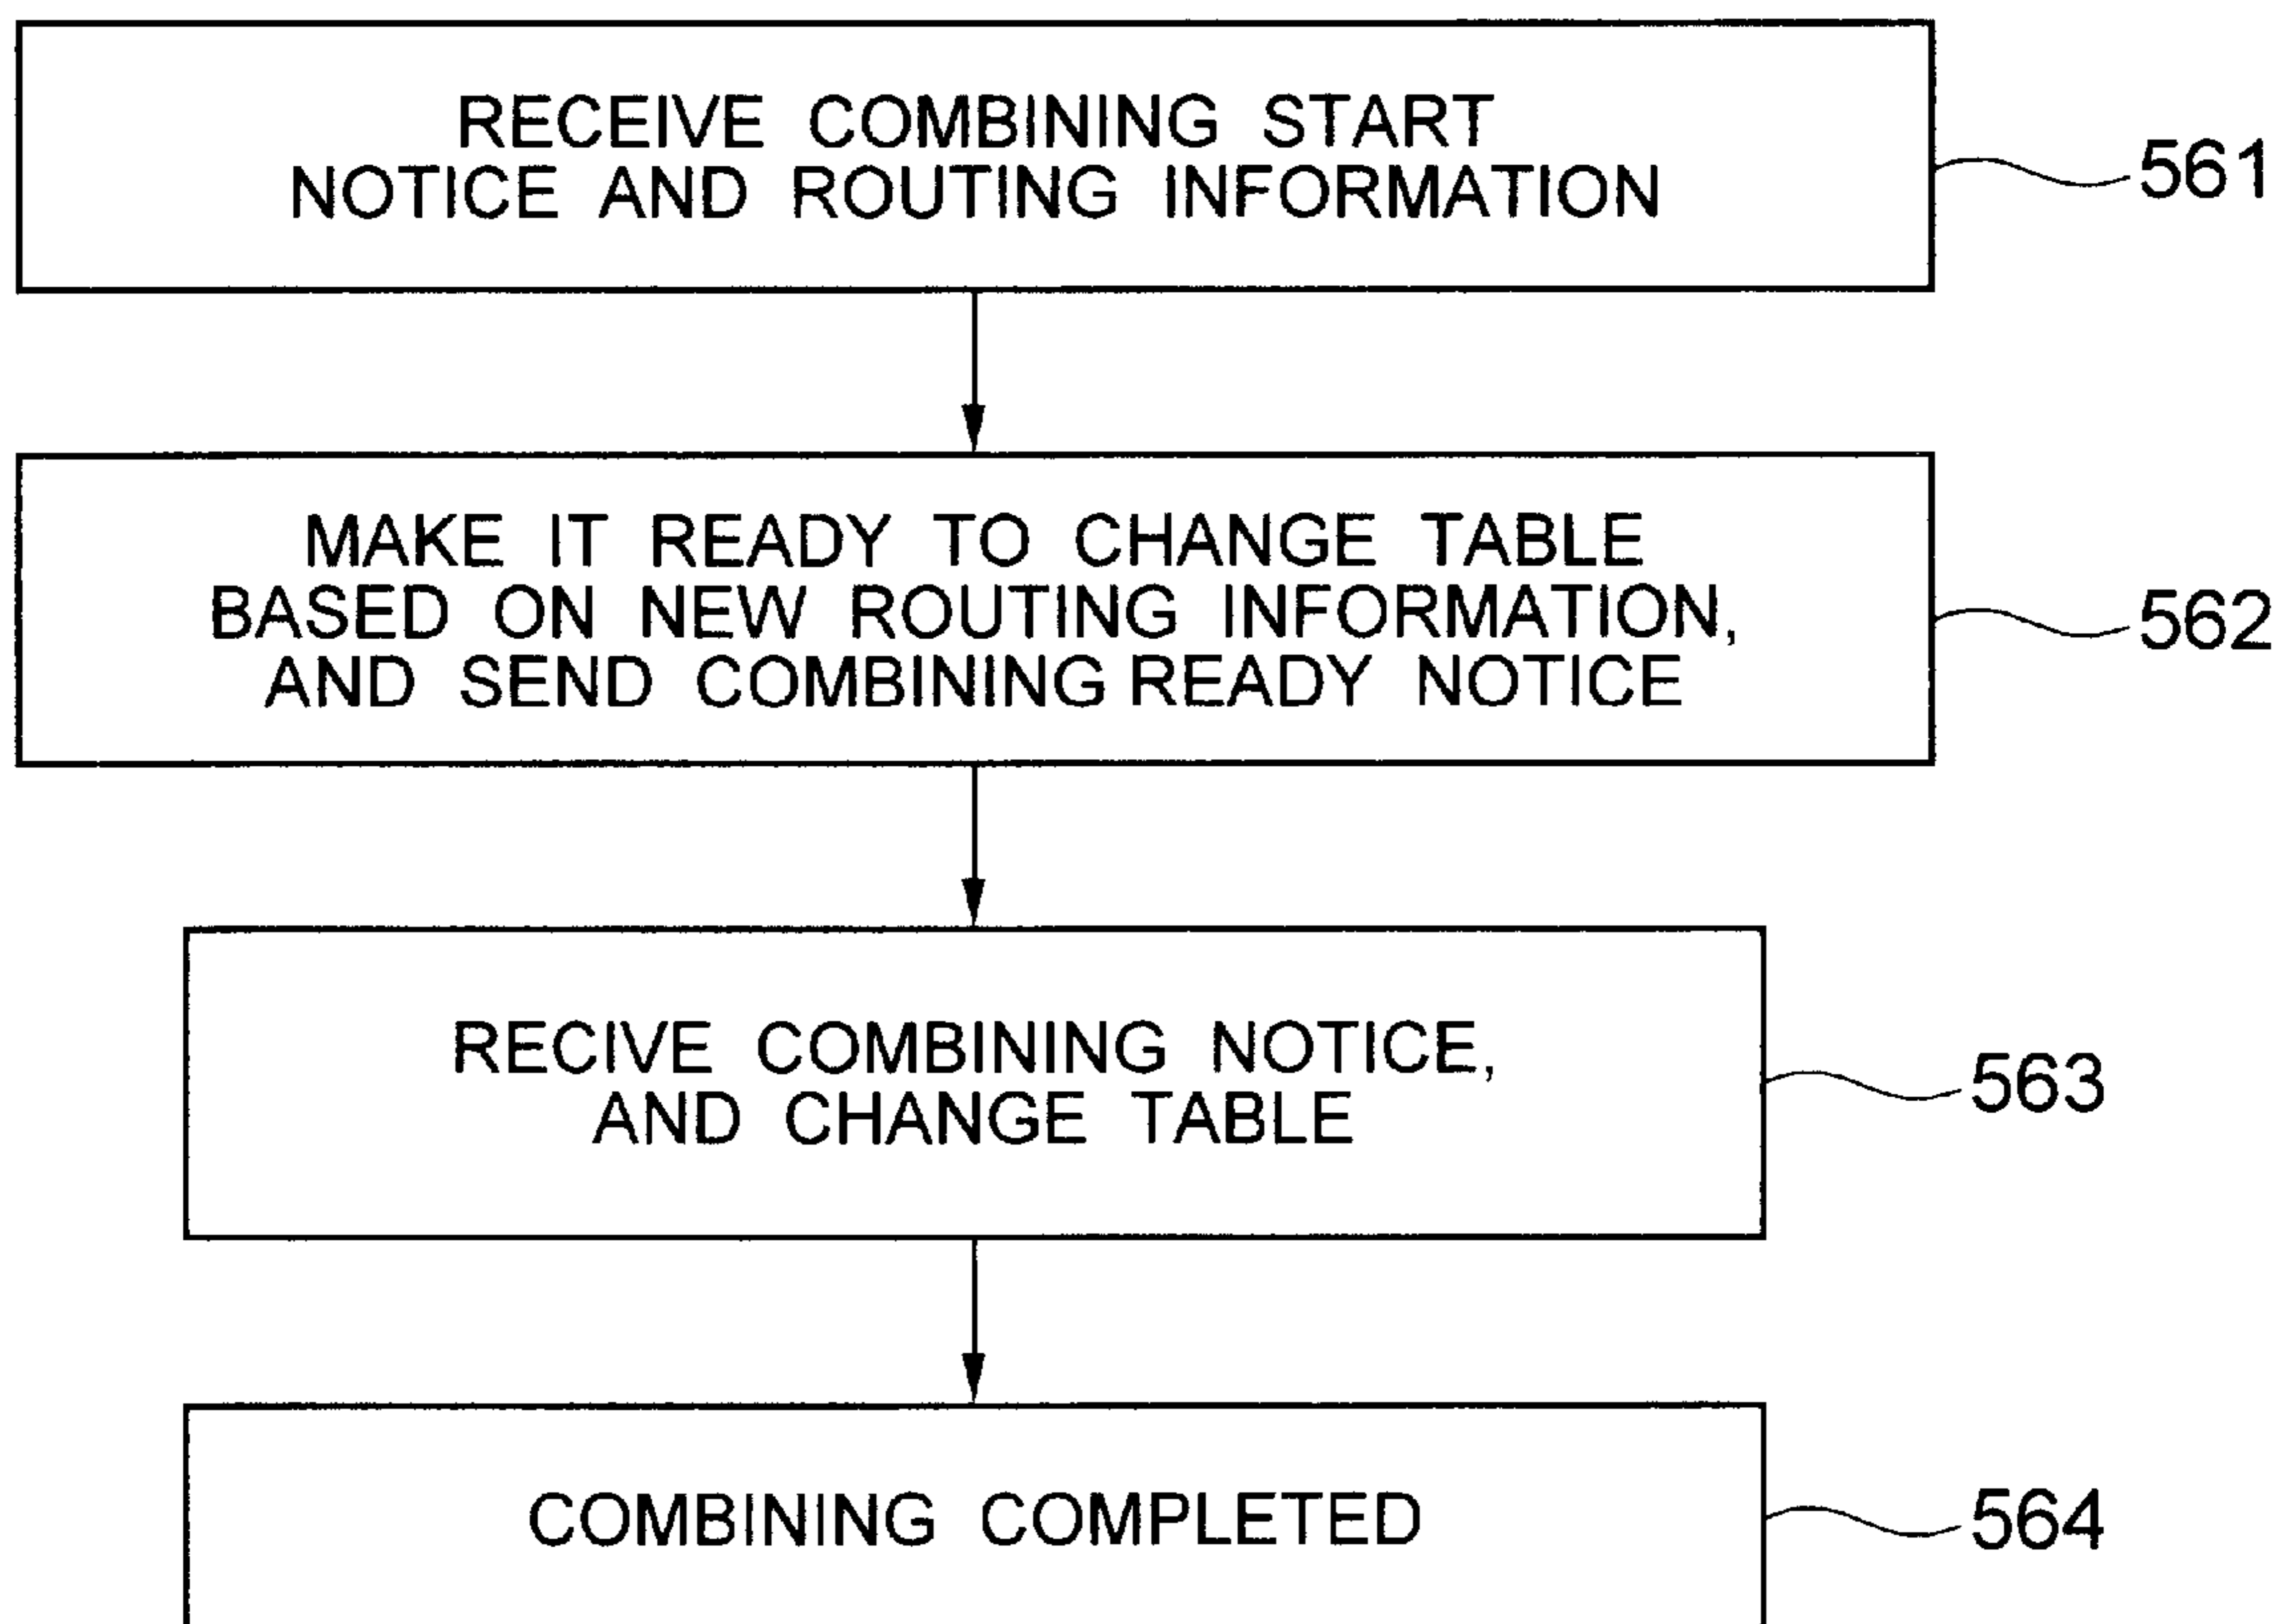 RECEIVE COMBINING START
NOTICE AND ROUTING INFORMATION
561
MAKE IT READY TO CHANGE TABLE
BASED ON NEW ROUTING INFORMATION,
AND SEND COMBINING READY NOTICE
562
RECIVE COMBINING NOTICE,
AND CHANGE TABLE
563
COMBINING COMPLETED
564